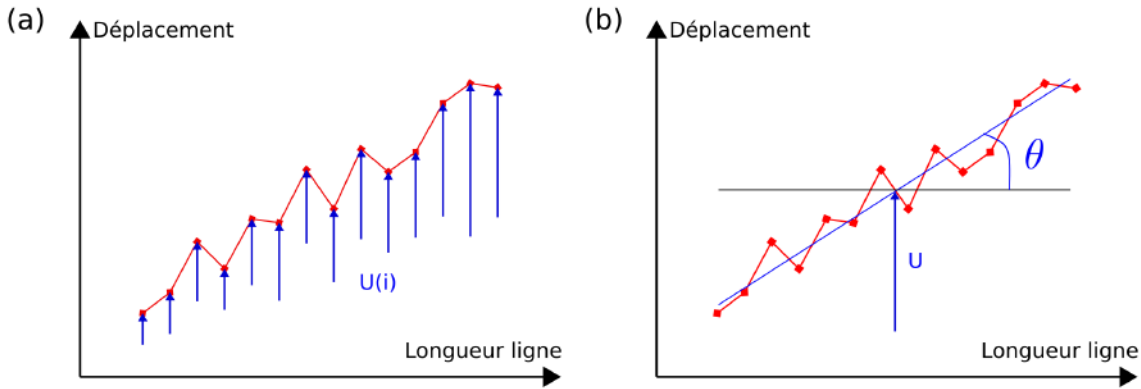 (a)
Déplacement
U(i)
Longueur ligne
(b)
Déplacement
θ
U
Longueur ligne